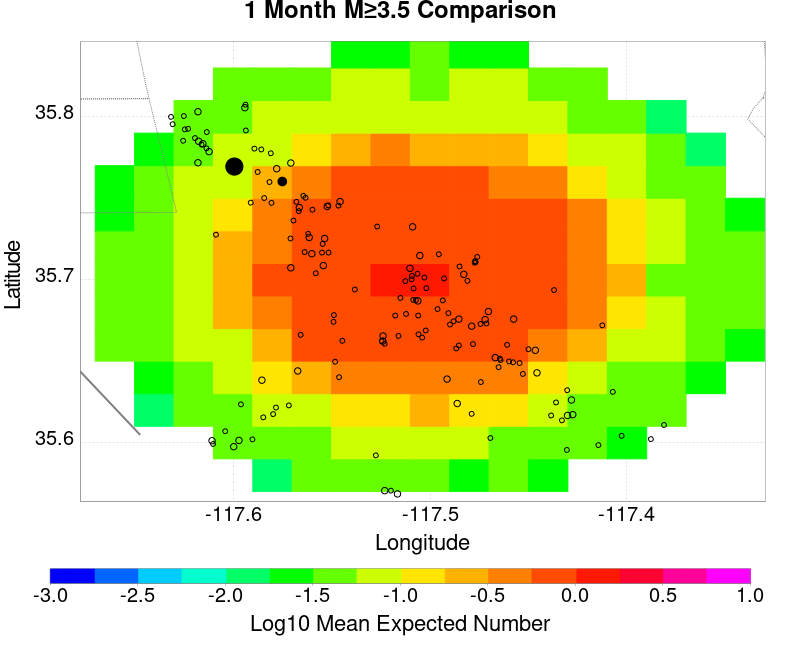 1 Month M≥3.5 Comparison
Latitude
35.8
35.7
35.6
-117.6 -117.5 -117.4
Longitude
-3.0 -2.5 -2.0 -1.5 -1.0 -0.5 0.0 0.5 1.0
Log10 Mean Expected Number